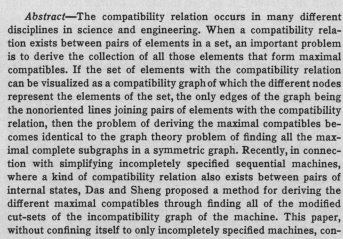 Abstract—The compatibility relation occurs in many different
disciplines in science and engineering. When a compatibility rela-
tion exists between pairs of elements in a set, an important problem
is to derive the collection of all those elements that form maximal
compatibles. If the set of elements with the compatibility relation
can be visualized as a compatibility graph of which the different nodes
represent the elements of the set, the only edges of the graph being
the nonoriented lines joining pairs of elements with the compatibility
relation, then the problem of deriving the maximal compatibles be-
comes identical to the graph theory problem of finding all the max-
imal complete subgraphs in a symmetric graph. Recently, in connec-
tion with simplifying incompletely specified sequential machines,
where a kind of compatibility relation also exists between pairs of
internal states, Das and Sheng proposed a method for deriving the
different maximal compatibles through finding all of the modified
cut-sets of the incompatibility graph of the machine. This paper,
without confining itself to only incompletely specified machines, con-